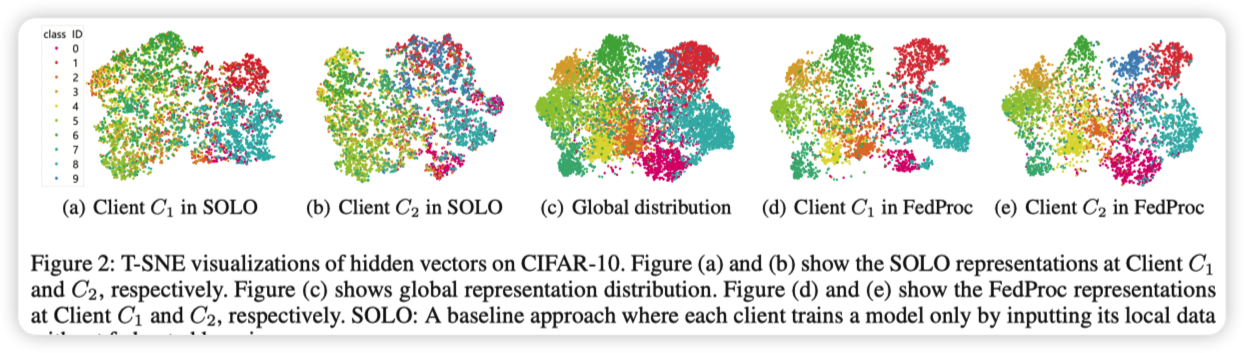 class ID
0
1
2
3
4
5
6
7
8
9
(a) Client C₁ in SOLO
(b) Client C₂ in SOLO
(c) Global distribution
(d) Client C₁ in FedProc
(e) Client C₂ in FedProc
Figure 2: T-SNE visualizations of hidden vectors on CIFAR-10. Figure (a) and (b) show the SOLO representations at Client C₁
and C₂, respectively. Figure (c) shows global representation distribution. Figure (d) and (e) show the FedProc representations
at Client C₁ and C₂, respectively. SOLO: A baseline approach where each client trains a model only by inputting its local data